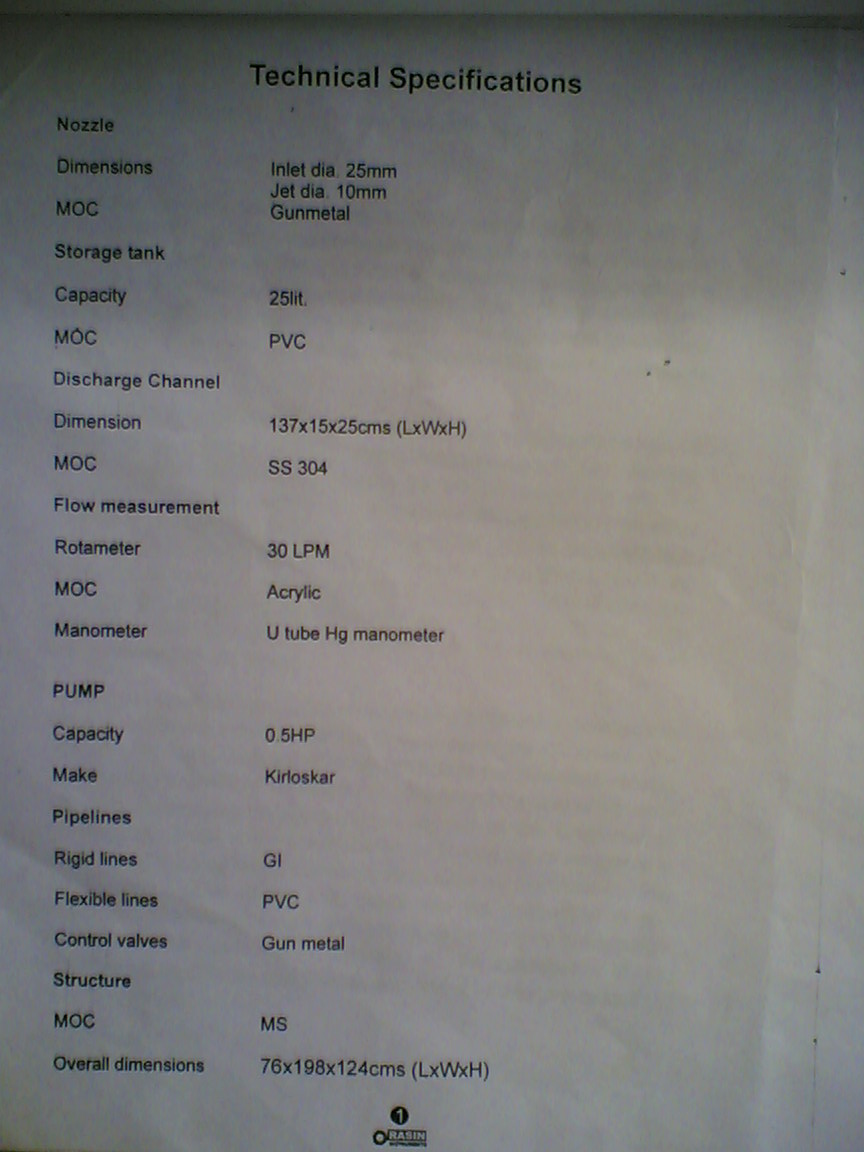 Technical Specifications
Nozzle
Dimensions Inlet dia. 25mm
Jet dia. 10mm
MOC Gunmetal
Storage tank
Capacity 25lit.
MOC PVC
Discharge Channel
Dimension 137x15x25cms (LxWxH)
MOC SS 304
Flow measurement
Rotameter 30 LPM
MOC Acrylic
Manometer U tube Hg manometer
PUMP
Capacity 0.5HP
Make Kirloskar
Pipelines
Rigid lines GI
Flexible lines PVC
Control valves Gun metal
Structure
MOC MS
Overall dimensions 76x198x124cms (LxWxH)
1
RASIN
INSTRUMENTS